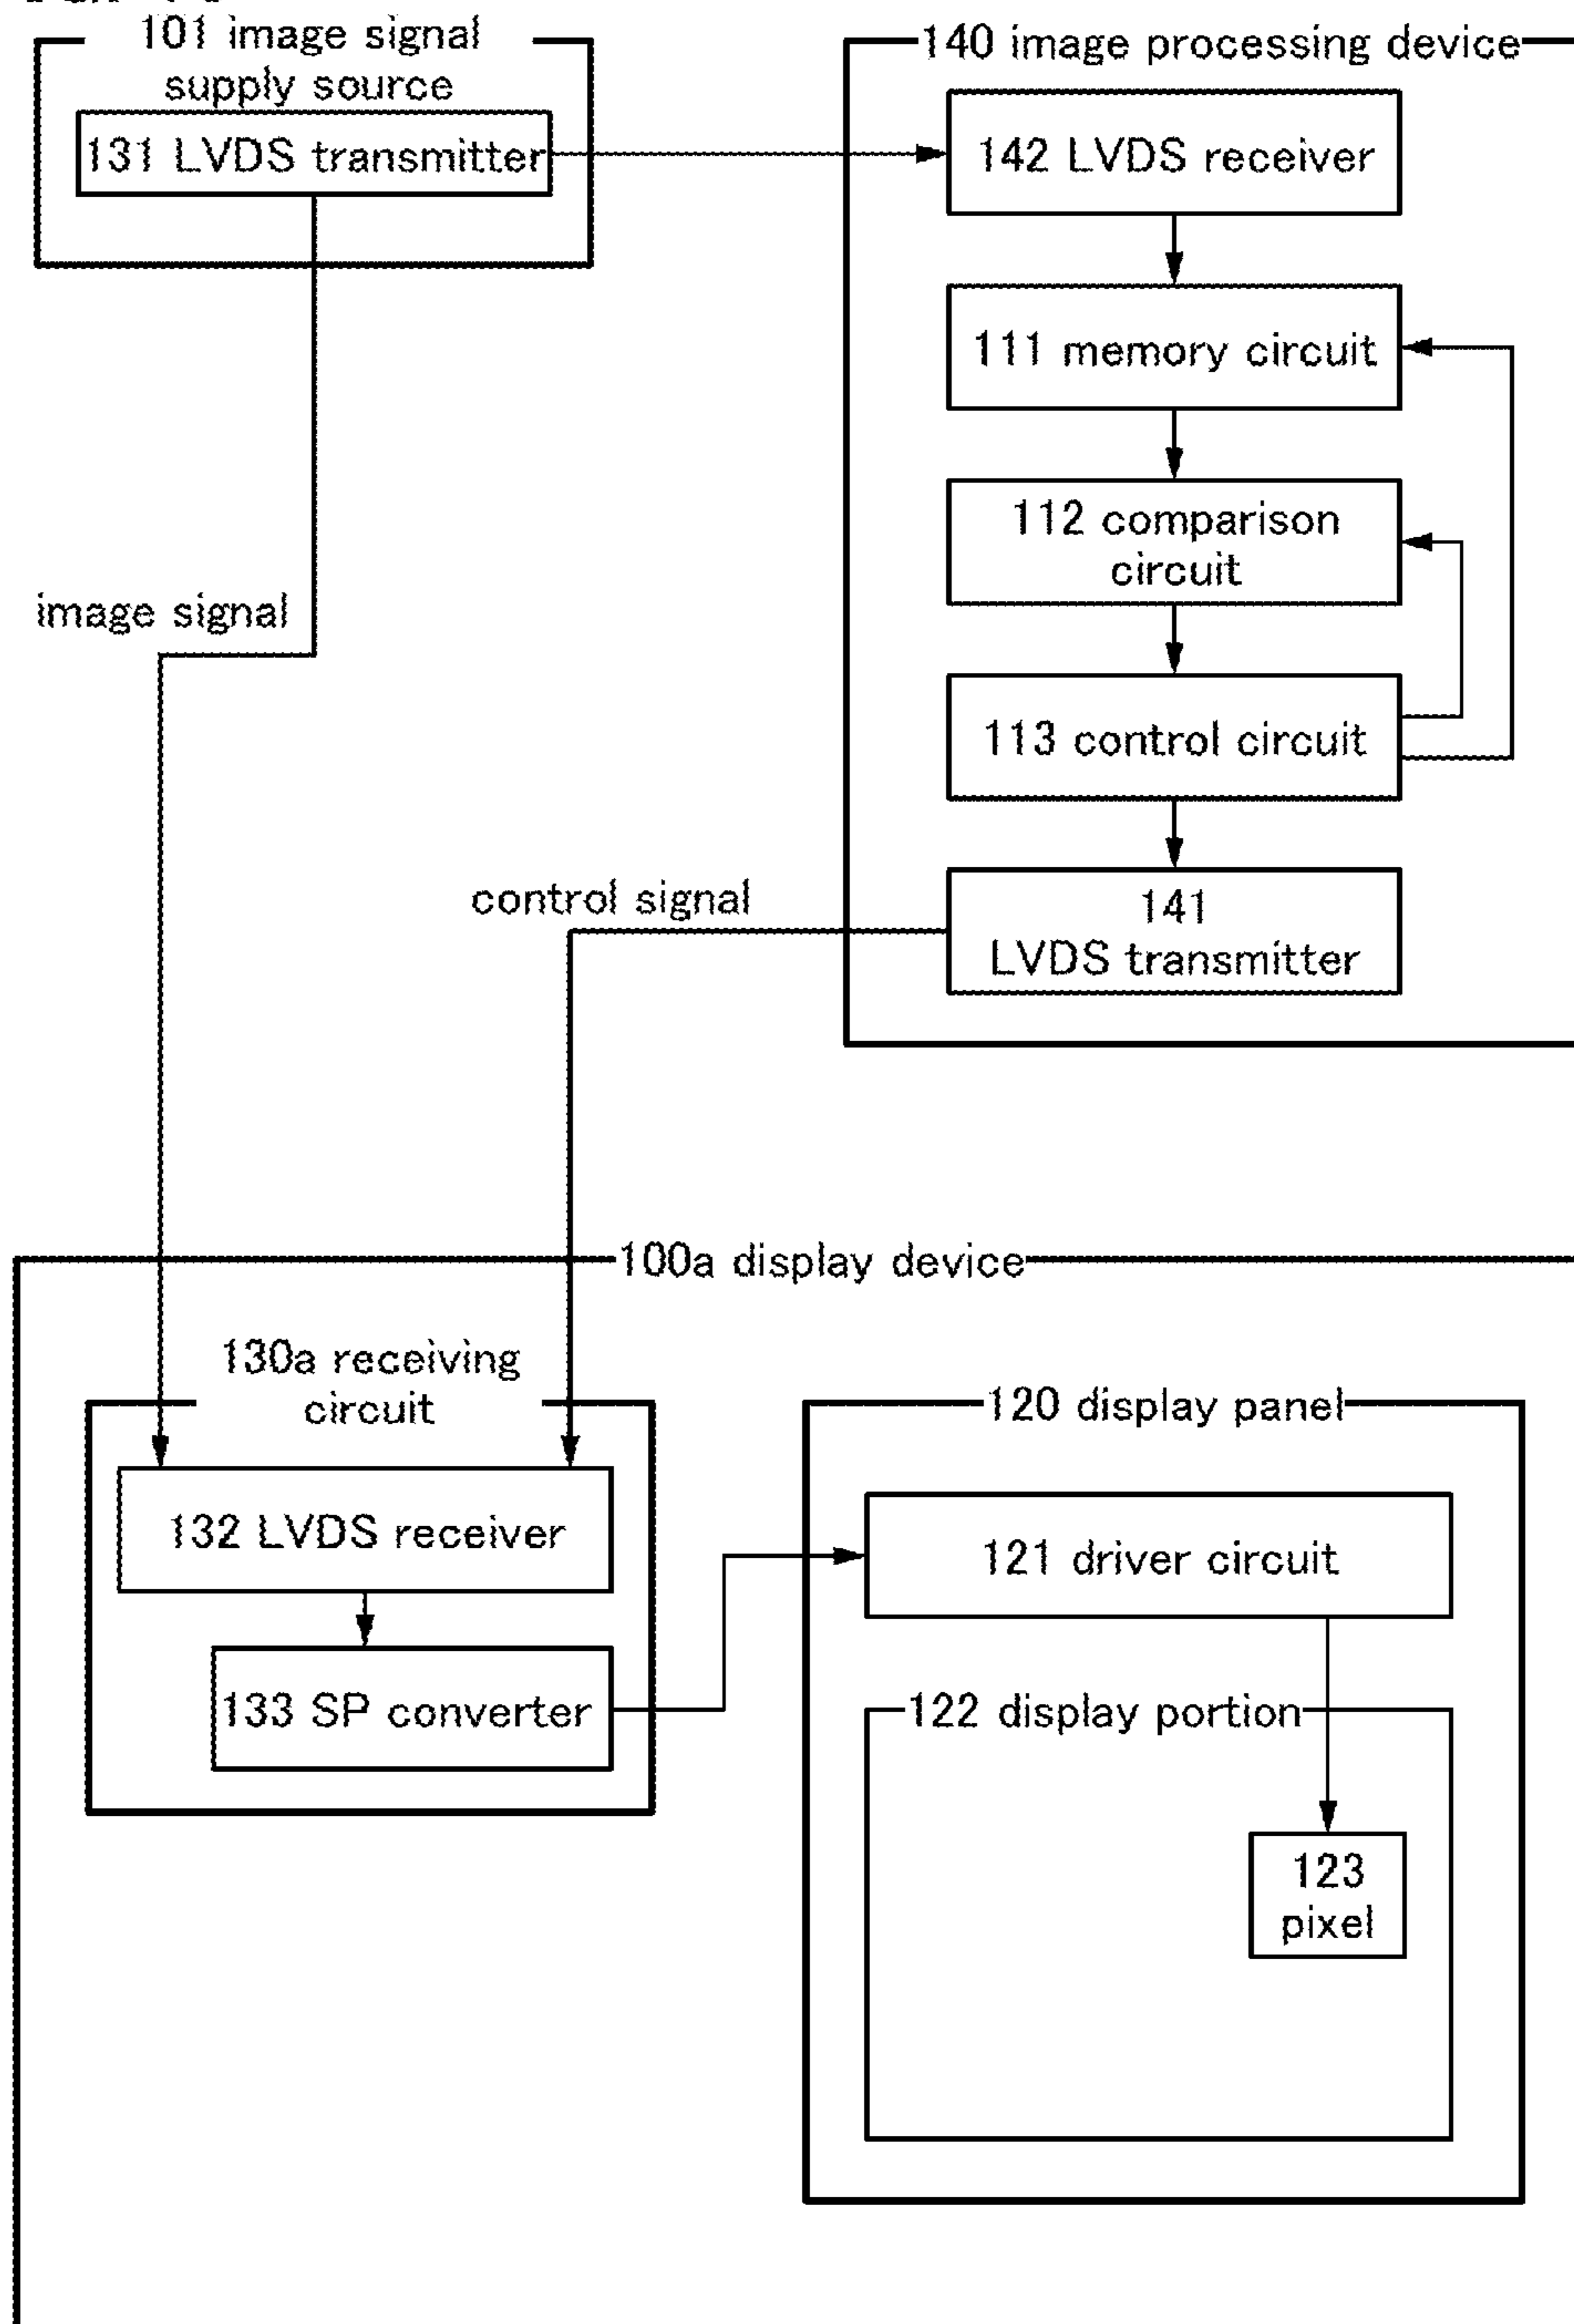 101 image signal
supply source
131 LVDS transmitter
140 image processing device
142 LVDS receiver
111 memory circuit
112 comparison
circuit
113 control circuit
141
LVDS transmitter
image signal
control signal
100a display device
130a receiving
circuit
132 LVDS receiver
133 SP converter
120 display panel
121 driver circuit
122 display portion
123
pixel